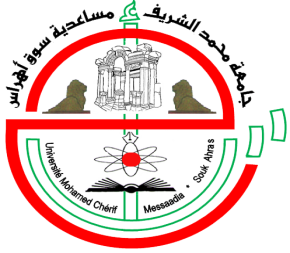 جامعة محمد الشريف مساعدية سوق أهراس
Université Mohamed Chérif Messaadia * Souk Ahras